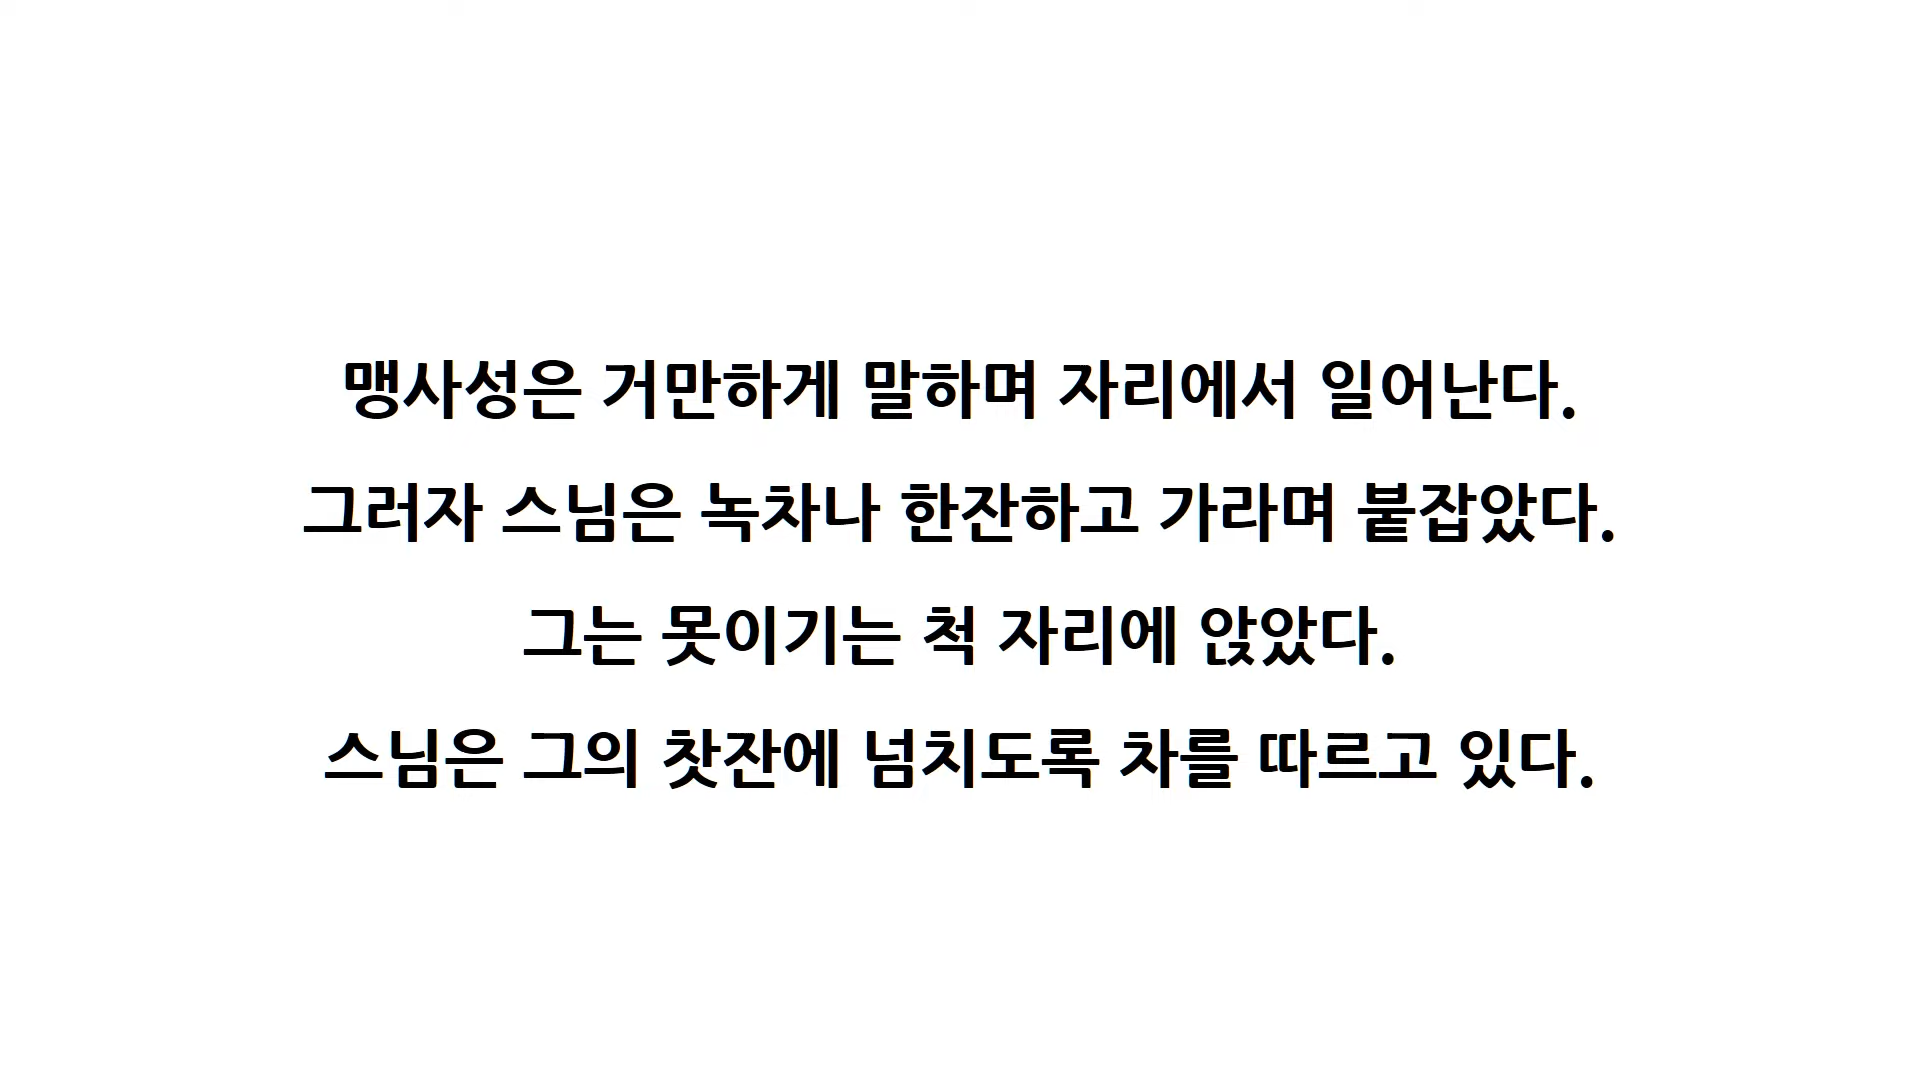 맹사성은 거만하게 말하며 자리에서 일어난다.
그러자 스님은 녹차나 한잔하고 가라며 붙잡았다.
그는 못이기는 척 자리에 앉았다.
스님은 그의 찻잔에 넘치도록 차를 따르고 있다.